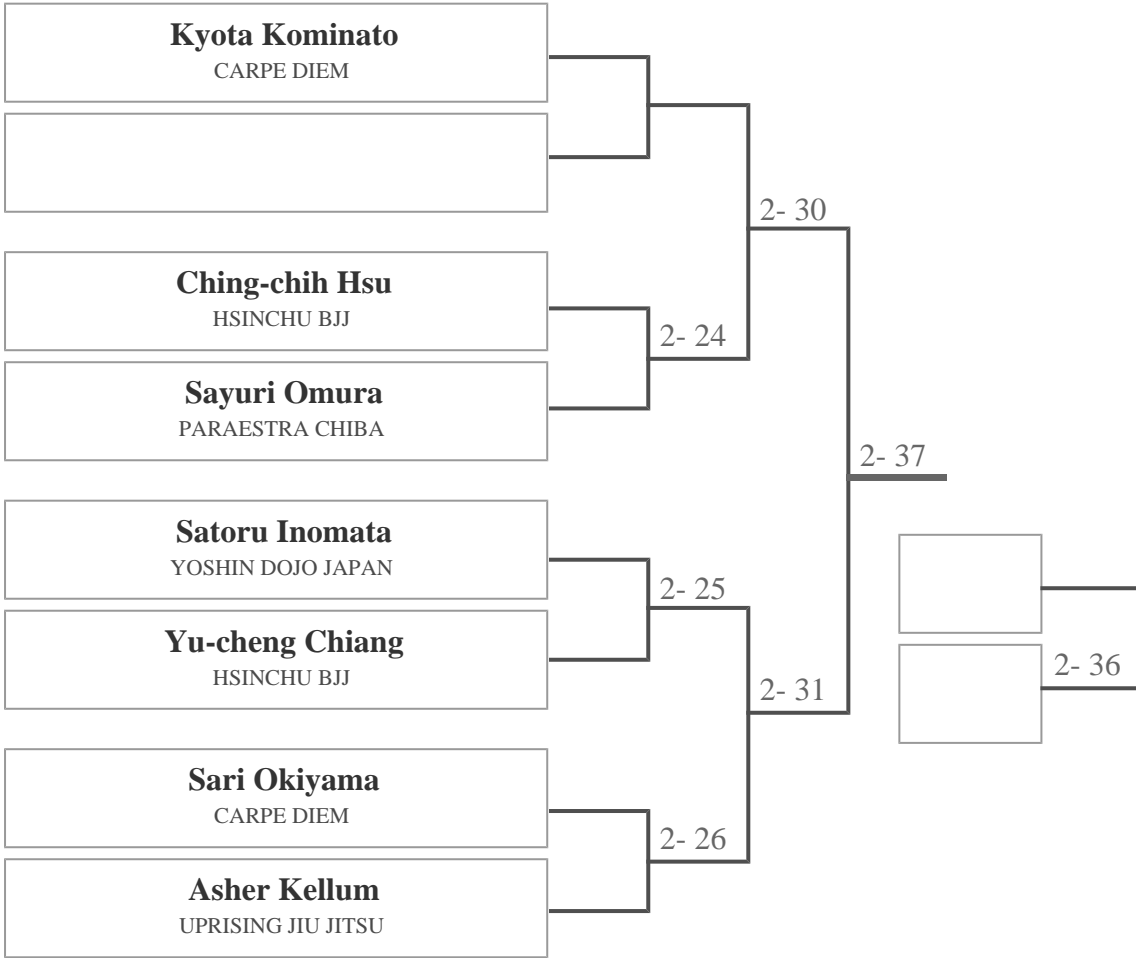 Kyota Kominato
CARPE DIEM
2- 30
Ching-chih Hsu
HSINCHU BJJ
2- 24
Sayuri Omura
PARAESTRA CHIBA
2- 37
Satoru Inomata
YOSHIN DOJO JAPAN
2- 25
Yu-cheng Chiang
HSINCHU BJJ
2- 36
2- 31
Sari Okiyama
CARPE DIEM
2- 26
Asher Kellum
UPRISING JIU JITSU